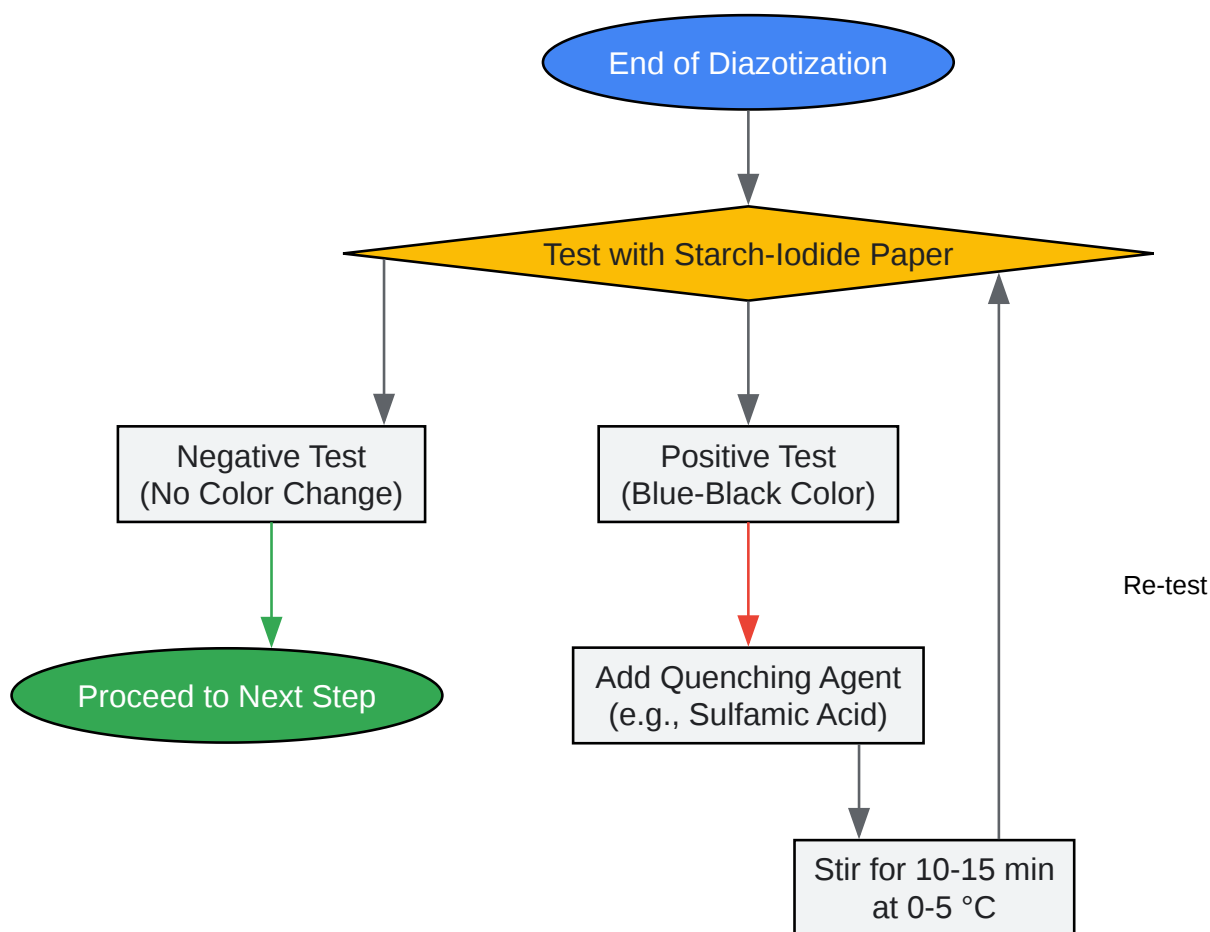 End of Diazotization
Test with Starch-Iodide Paper
Negative Test
(No Color Change)
Positive Test
(Blue-Black Color)
Re-test
Proceed to Next Step
Add Quenching Agent
(e.g., Sulfamic Acid)
Stir for 10-15 min
at 0-5 °C